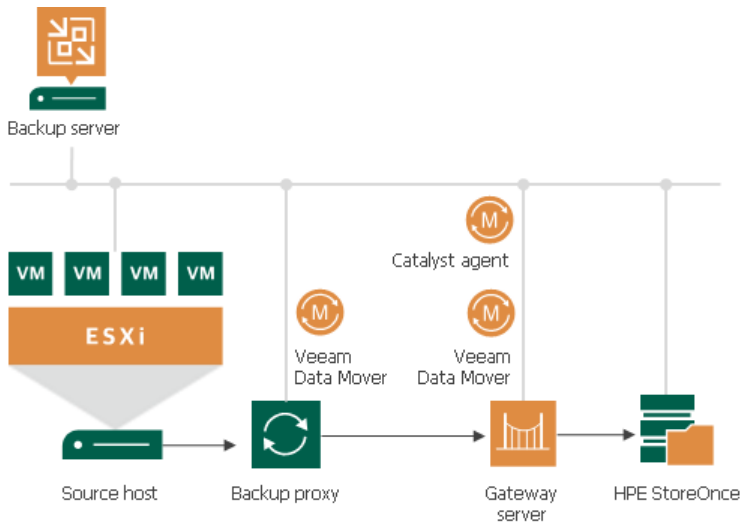 Backup server
VM VM VM VM
ESXi
M
Catalyst agent
M
Veeam
Data Mover
M
Veeam
Data Mover
Source host
Backup proxy
Gateway
server
HPE StoreOnce